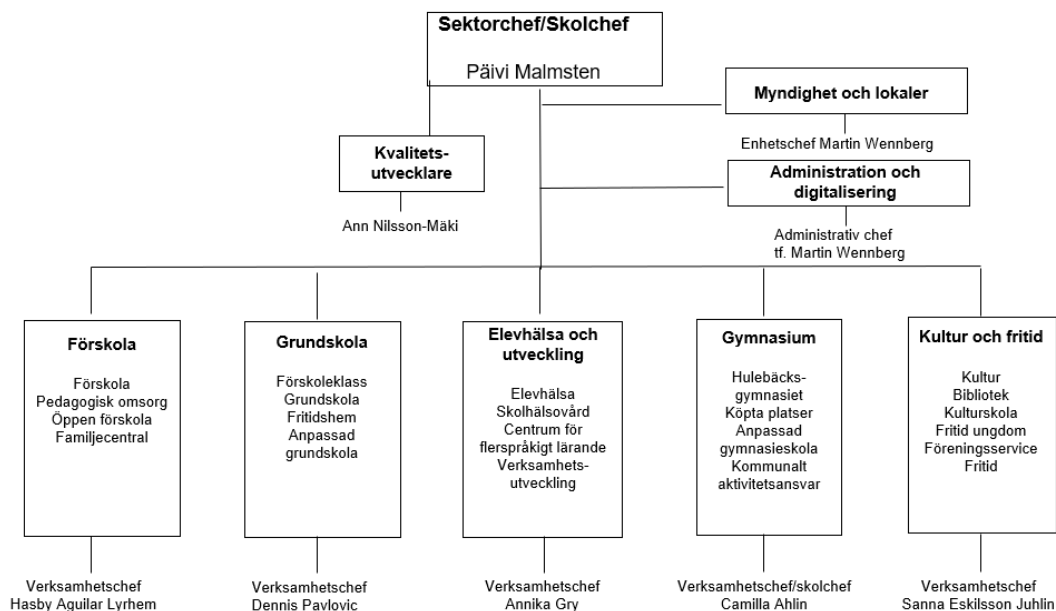 Sektorchef/Skolchef
Päivi Malmsten
Myndighet och lokaler
Enhetschef Martin Wennberg
Kvalitets-
utvecklare
Ann Nilsson-Mäki
Administration och
digitalisering
Administrativ chef
tf. Martin Wennberg
Förskola
Förskola
Pedagogisk omsorg
Öppen förskola
Familjecentral
Verksamhetschef
Hasby Aguilar Lyrhem
Grundskola
Förskoleklass
Grundskola
Fritidshem
Anpassad
grundskola
Verksamhetschef
Dennis Pavlovic
Elevhälsa och
utveckling
Elevhälsa
Skolhälsovård
Centrum för
flerspråkigt lärande
Verksamhets-
utveckling
Verksamhetschef
Annika Gry
Gymnasium
Hulebäcks-
gymnasiet
Köpta platser
Anpassad
gymnasieskola
Kommunalt
aktivitetsansvar
Verksamhetschef/skolchef
Camilla Ahlin
Kultur och fritid
Kultur
Bibliotek
Kulturskola
Fritid ungdom
Föreningsservice
Fritid
Verksamhetschef
Sanna Eskilsson Juhlin